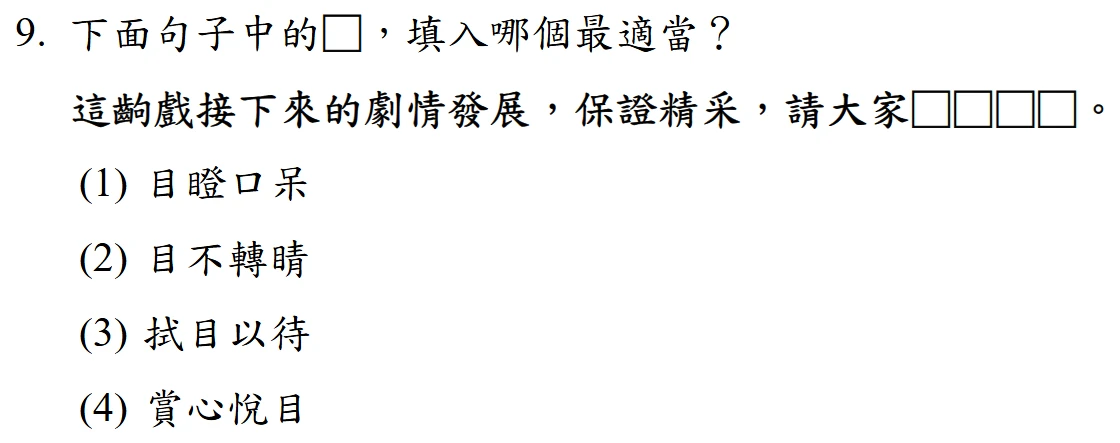 9. 下面句子中的□，填入哪個最適當？
這齣戲接下來的劇情發展，保證精采，請大家□□□□。
(1) 目瞪口呆
(2) 目不轉睛
(3) 拭目以待
(4) 賞心悅目